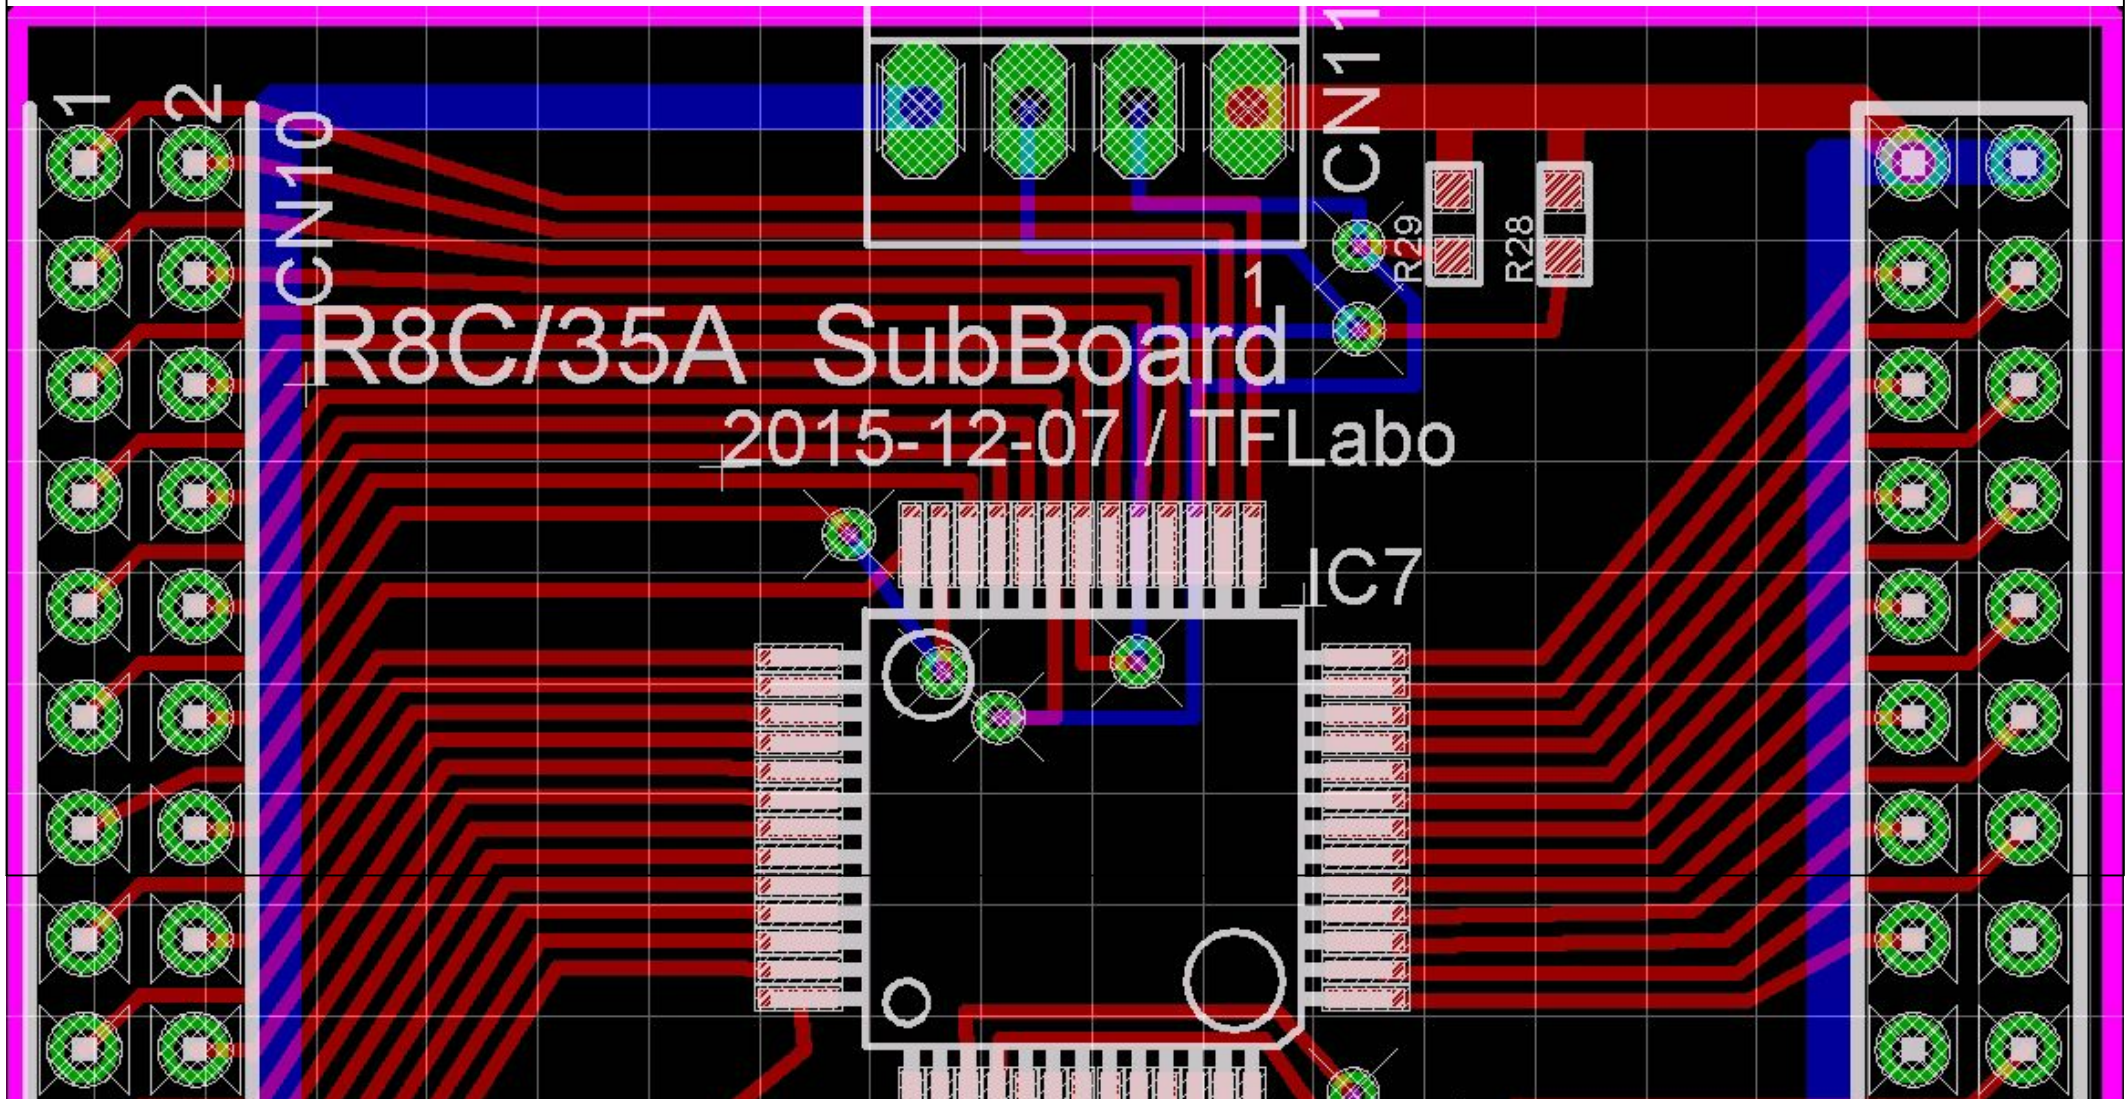 1 2
CN10
CN11
R29
R28
1
R8C/35A SubBoard
2015-12-07 / TFLabo
IC7